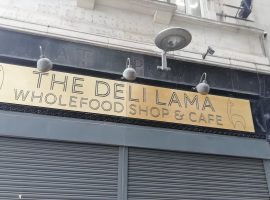 THE DELI LAMA
WHOLEFOOD SHOP & CAFE